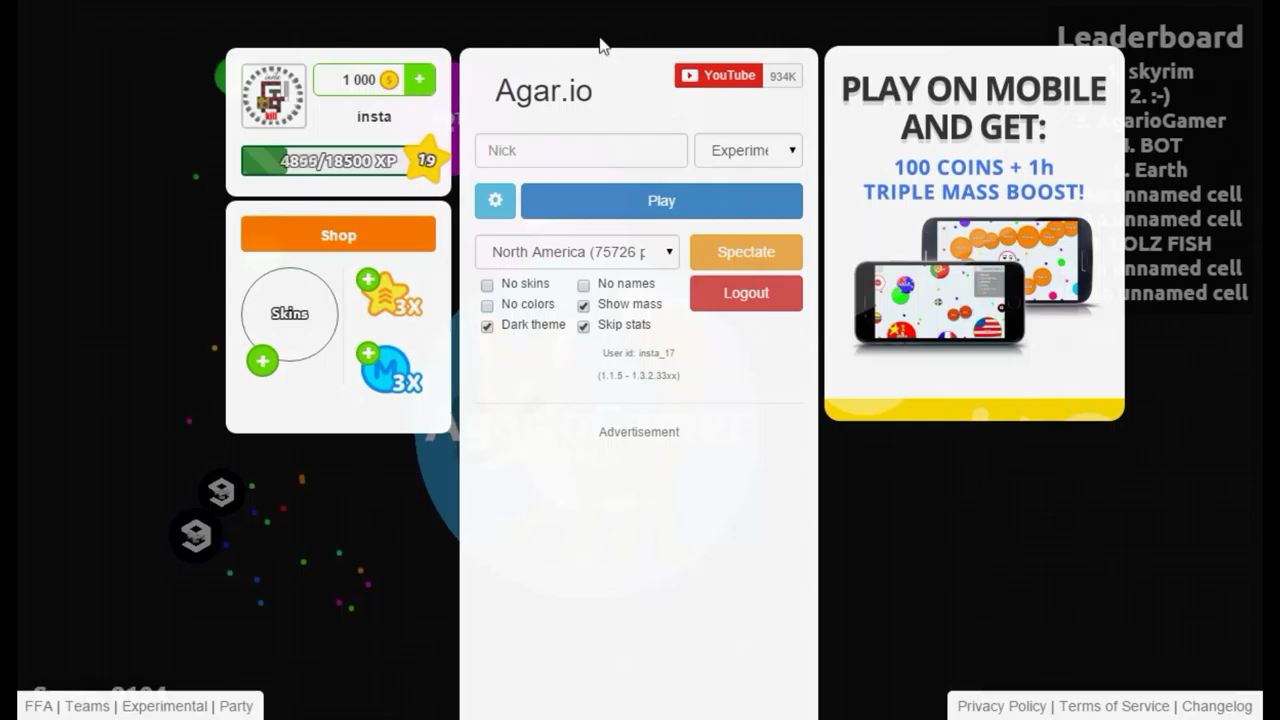 1 000
insta
4855/18500 XP
19
Shop
Skins
3X
M
3X
Agar.io
YouTube
934K
Nick
Experime
Play
North America (75726 p
Spectate
No skins
No names
No colors
Show mass
Logout
Dark theme
Skip stats
User id: insta_17
(1.1.5 - 1.3.2.33xx)
Advertisement
PLAY ON MOBILE
AND GET:
100 COINS + 1h
TRIPLE MASS BOOST!
Leaderboard
skyrim
2. :-)
AgarioGamer
BOT
Earth
unnamed cell
unnamed cell
LOLZ FISH
unnamed cell
unnamed cell
FFA | Teams | Experimental | Party
Privacy Policy | Terms of Service | Changelog